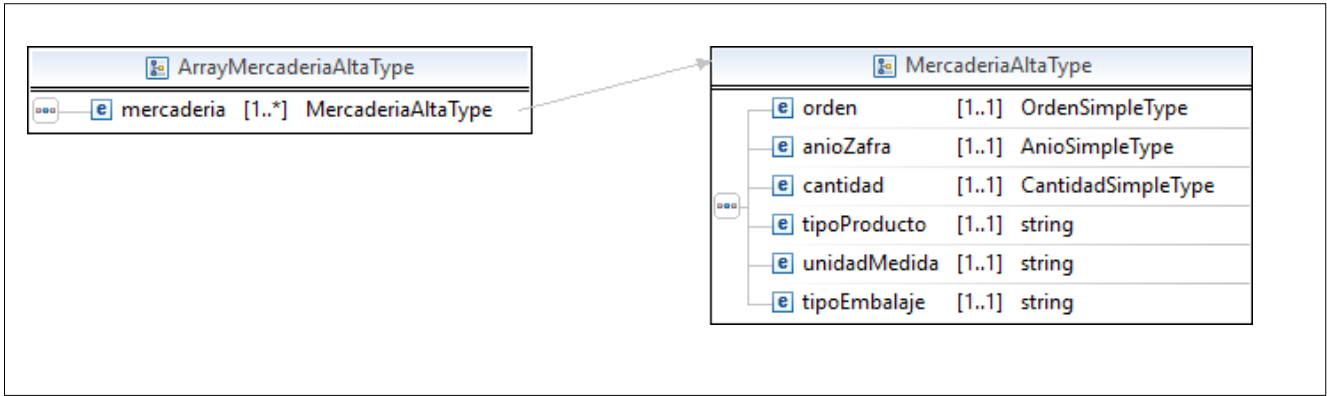 ArrayMercaderiaAltaType
e mercaderia [1..*] MercaderiaAltaType
MercaderiaAltaType
e orden [1..1] OrdenSimpleType
e anioZafra [1..1] AnioSimpleType
e cantidad [1..1] CantidadSimpleType
e tipoProducto [1..1] string
e unidadMedida [1..1] string
e tipoEmbalaje [1..1] string